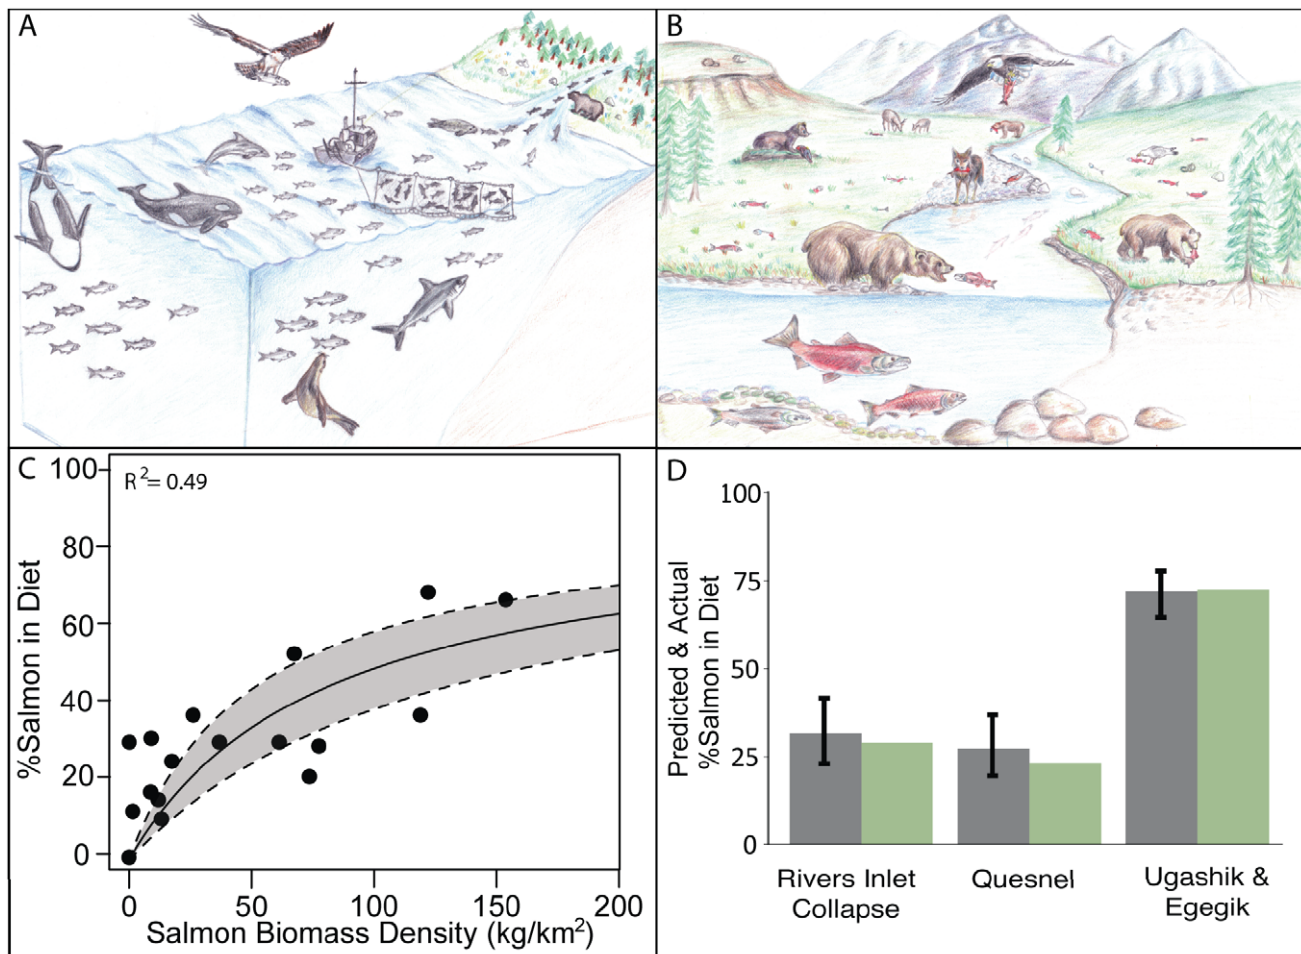 A
B
C
R²= 0.49
%Salmon in Diet
100
80
60
40
20
0
0 50 100 150 200
Salmon Biomass Density (kg/km²)
D
Predicted & Actual
%Salmon in Diet
100
75
50
25
0
Rivers Inlet
Collapse
Quesnel
Ugashik &
Egegik